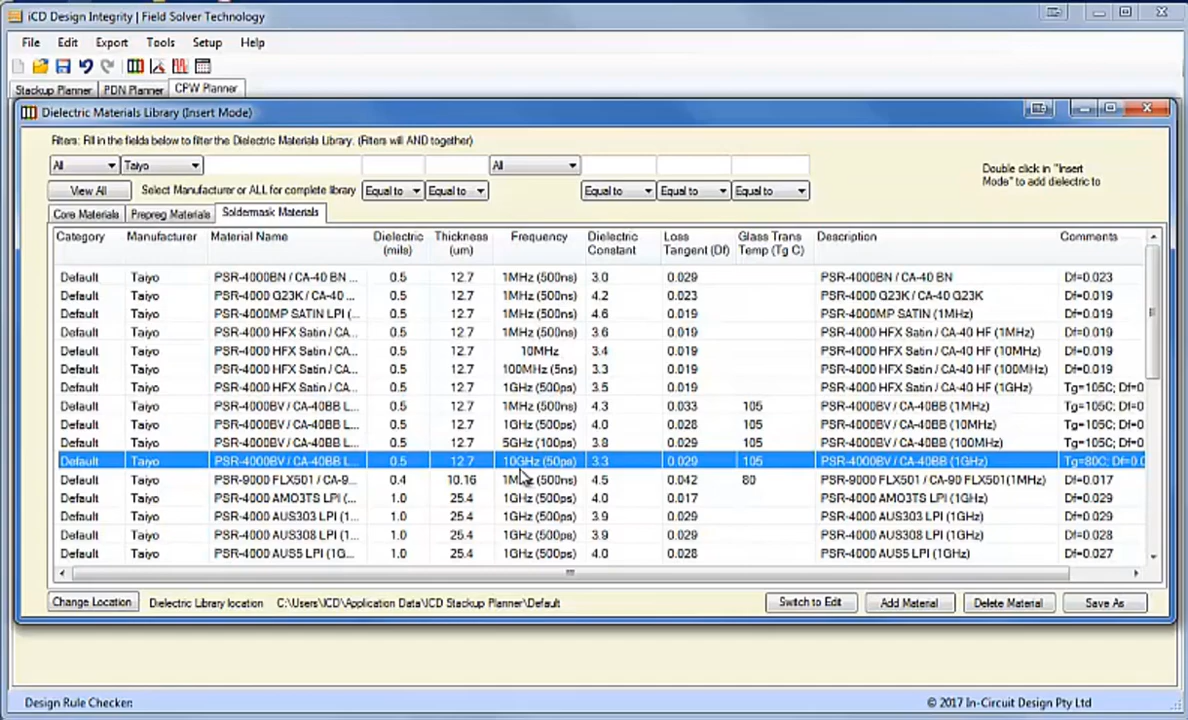 iCD Design Integrity | Field Solver Technology
File Edit Export Tools Setup Help
Stackup Planner PDN Planner CPW Planner
Dielectric Materials Library (Insert Mode)
Filters: Fill in the fields below to filter the Dielectric Materials Library. (Filters will AND together)
All Taiyo All
Double click in "Insert
Mode" to add dielectric to
View All Select Manufacturer or ALL for complete library Equal to Equal to Equal to Equal to Equal to
Core Materials Prepreg Materials Soldermask Materials
Category Manufacturer Material Name Dielectric (mils) Thickness (um) Frequency Dielectric Constant Loss Tangent (Df) Glass Trans Temp (Tg C) Description Comments
Default Taiyo PSR-4000BN / CA-40 BN ... 0.5 12.7 1MHz (500ns) 3.0 0.029 PSR-4000BN / CA-40 BN Df=0.023
Default Taiyo PSR-4000 G23K / CA-40 ... 0.5 12.7 1MHz (500ns) 4.2 0.023 PSR-4000 G23K / CA-40 G23K Df=0.019
Default Taiyo PSR-4000MP SATIN LPI (... 0.5 12.7 1MHz (500ns) 4.6 0.019 PSR-4000MP SATIN (1MHz) Df=0.019
Default Taiyo PSR-4000 HFX Satin / CA... 0.5 12.7 1MHz (500ns) 3.6 0.019 PSR-4000 HFX Satin / CA-40 HF (1MHz) Df=0.019
Default Taiyo PSR-4000 HFX Satin / CA... 0.5 12.7 10MHz 3.4 0.019 PSR-4000 HFX Satin / CA-40 HF (10MHz) Df=0.019
Default Taiyo PSR-4000 HFX Satin / CA... 0.5 12.7 100MHz (5ns) 3.3 0.019 PSR-4000 HFX Satin / CA-40 HF (100MHz) Df=0.019
Default Taiyo PSR-4000 HFX Satin / CA... 0.5 12.7 1GHz (500ps) 3.5 0.019 PSR-4000 HFX Satin / CA-40 HF (1GHz) Tg=105C; Df=0
Default Taiyo PSR-4000BV / CA-40BB L... 0.5 12.7 1MHz (500ns) 4.3 0.033 105 PSR-4000BV / CA-40BB (1MHz) Tg=105C; Df=0
Default Taiyo PSR-4000BV / CA-40BB L... 0.5 12.7 1GHz (500ps) 4.0 0.028 105 PSR-4000BV / CA-40BB (10MHz) Tg=105C; Df=0
Default Taiyo PSR-4000BV / CA-40BB L... 0.5 12.7 5GHz (100ps) 3.8 0.029 105 PSR-4000BV / CA-40BB (100MHz) Tg=105C; Df=0
Default Taiyo PSR-4000BV / CA-40BB L... 0.5 12.7 10GHz (50ps) 3.3 0.029 105 PSR-4000BV / CA-40BB (1GHz) Tg=80C; Df=0.0
Default Taiyo PSR-9000 FLX501 / CA-9... 0.4 10.16 1MHz (500ns) 4.5 0.042 80 PSR-9000 FLX501 / CA-90 FLX501(1MHz) Df=0.017
Default Taiyo PSR-4000 AMO3TS LPI (... 1.0 25.4 1GHz (500ps) 4.0 0.017 PSR-4000 AMO3TS LPI (1GHz) Df=0.029
Default Taiyo PSR-4000 AUS303 LPI (1... 1.0 25.4 1GHz (500ps) 3.9 0.029 PSR-4000 AUS303 LPI (1GHz) Df=0.029
Default Taiyo PSR-4000 AUS308 LPI (1... 1.0 25.4 1GHz (500ps) 3.9 0.029 PSR-4000 AUS308 LPI (1GHz) Df=0.028
Default Taiyo PSR-4000 AUS5 LPI (1G... 1.0 25.4 1GHz (500ps) 4.0 0.028 PSR-4000 AUS5 LPI (1GHz) Df=0.027
Change Location Dielectric Library location C:\Users\ICD\Application Data\ICD Stackup Planner\Default Switch to Edit Add Material Delete Material Save As
Design Rule Checker: © 2017 In-Circuit Design Pty Ltd